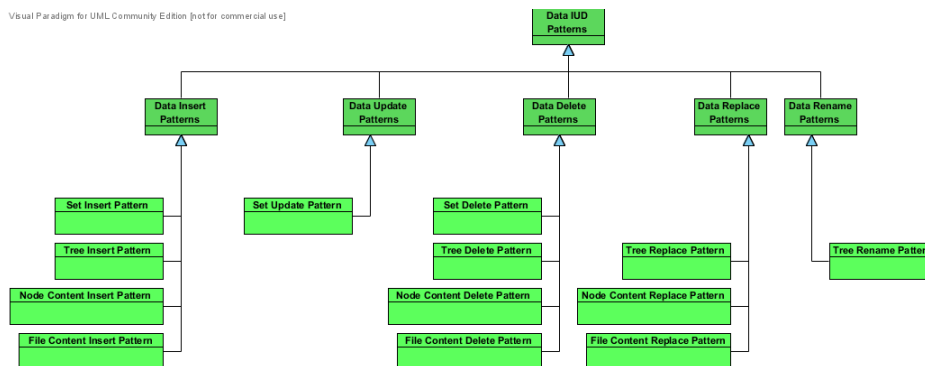 Visual Paradigm for UML Community Edition [not for commercial use]
Data IUD
Patterns
Data Insert
Patterns
Data Update
Patterns
Data Delete
Patterns
Data Replace
Patterns
Data Rename
Patterns
Set Insert Pattern
Set Update Pattern
Set Delete Pattern
Tree Insert Pattern
Tree Delete Pattern
Tree Replace Pattern
Tree Rename Patter
Node Content Insert Pattern
Node Content Delete Pattern
Node Content Replace Pattern
File Content Insert Pattern
File Content Delete Pattern
File Content Replace Pattern